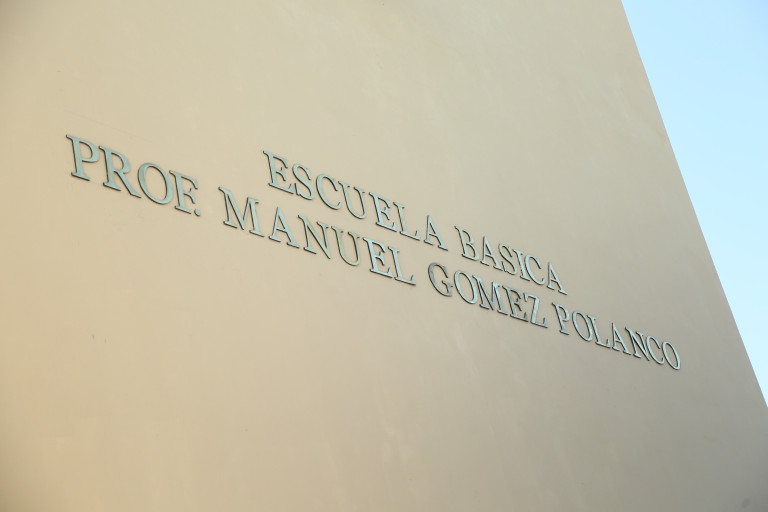 ESCUELA BASICA
PROF. MANUEL GOMEZ POLANCO